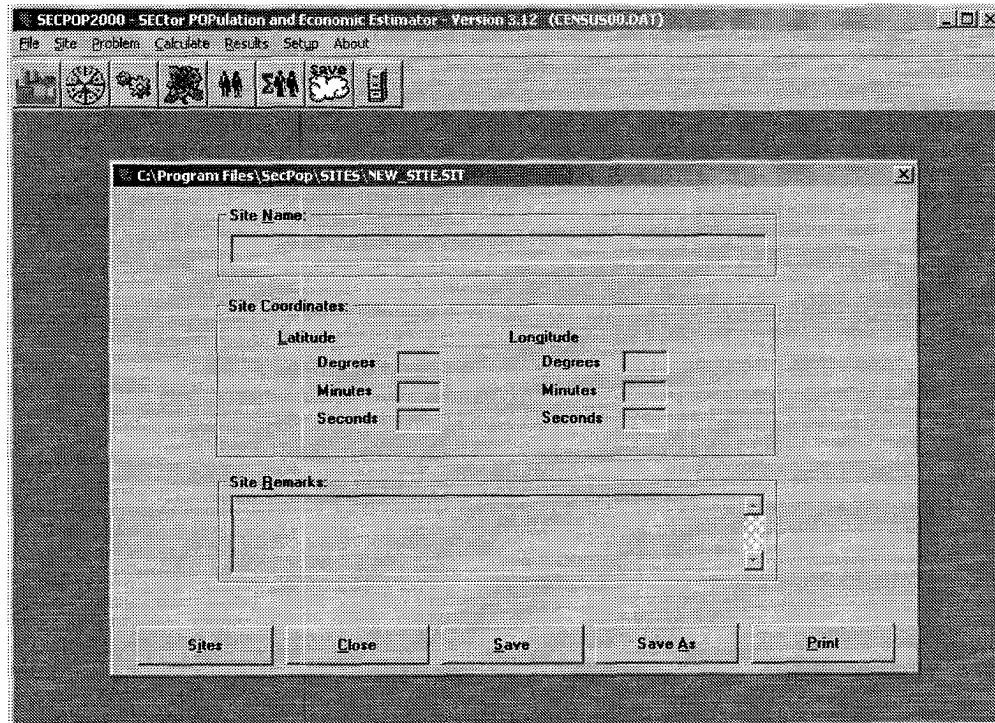 SECPOP2000 - SECtor POPulation and Economic Estimator - Version 3.12 (CENSUS00.DAT)
File Site Problem Calculate Results Setup About
save
C:\Program Files\SecPop\SITES\NEW_SITE.SIT
Site Name:
Site Coordinates:
Latitude Longitude
Degrees Degrees
Minutes Minutes
Seconds Seconds
Site Remarks:
Sites Close Save Save As Print